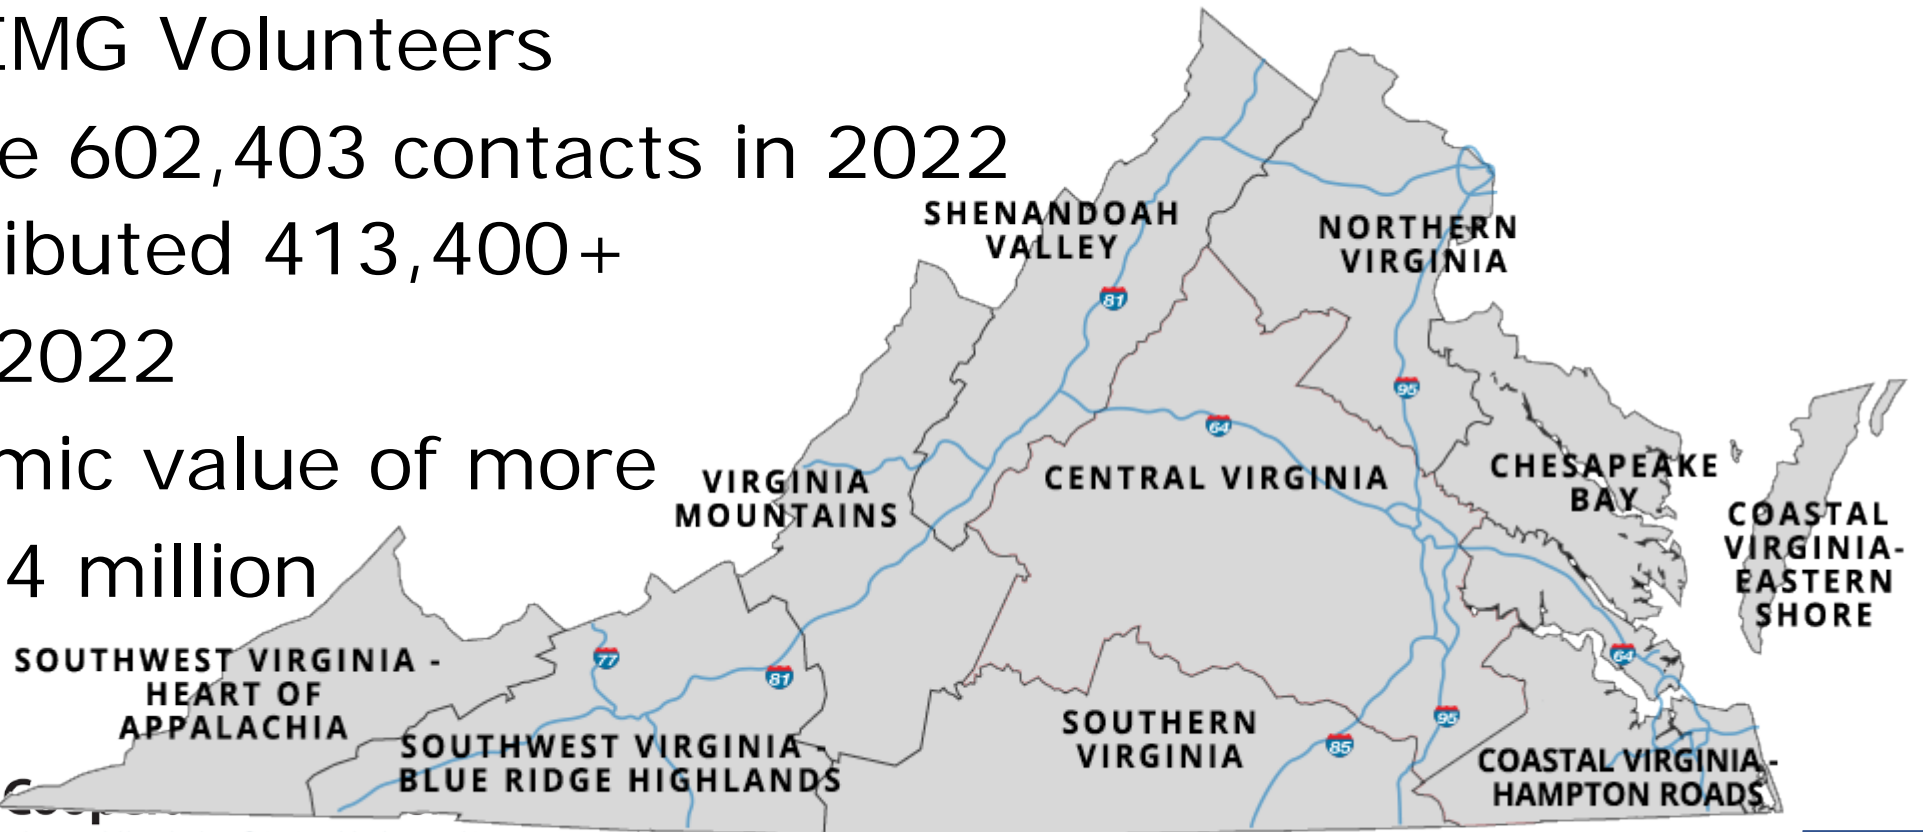 EMG Volunteers
e 602,403 contacts in 2022
ibuted 413,400+
2022
mic value of more
4 million
SHENANDOAH
VALLEY
NORTHERN
VIRGINIA
81
95
64
VIRGINIA
MOUNTAINS
CENTRAL VIRGINIA
CHESAPEAKE
BAY
COASTAL
VIRGINIA-
EASTERN
SHORE
SOUTHWEST VIRGINIA -
HEART OF
APPALACHIA
77
81
64
SOUTHWEST VIRGINIA -
BLUE RIDGE HIGHLANDS
SOUTHERN
VIRGINIA
95
85
COASTAL VIRGINIA -
HAMPTON ROADS